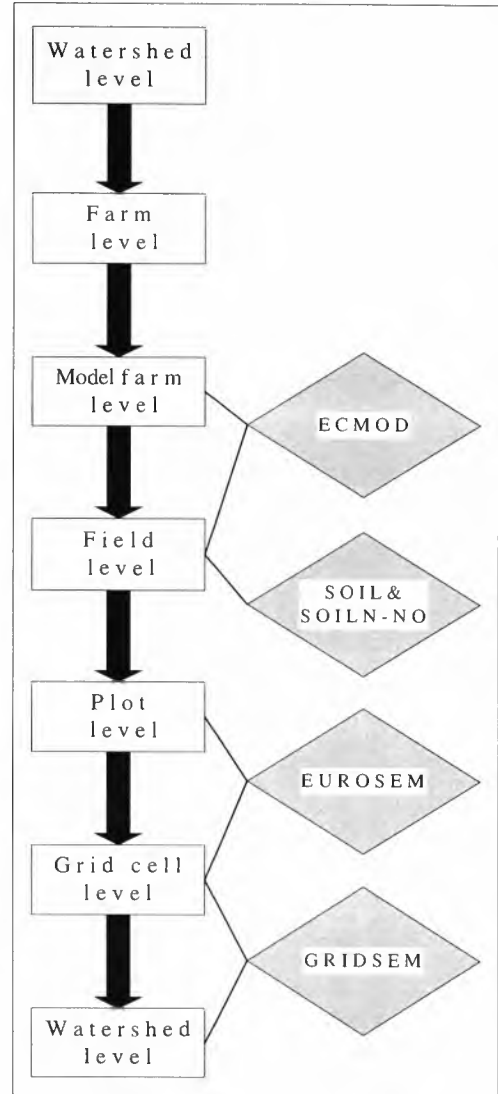 Watershed
level
Farm
level
Model farm
level
ECMOD
Field
level
SOIL&
SOILN-NO
Plot
level
EUROSEM
Grid cell
level
GRIDSEM
Watershed
level